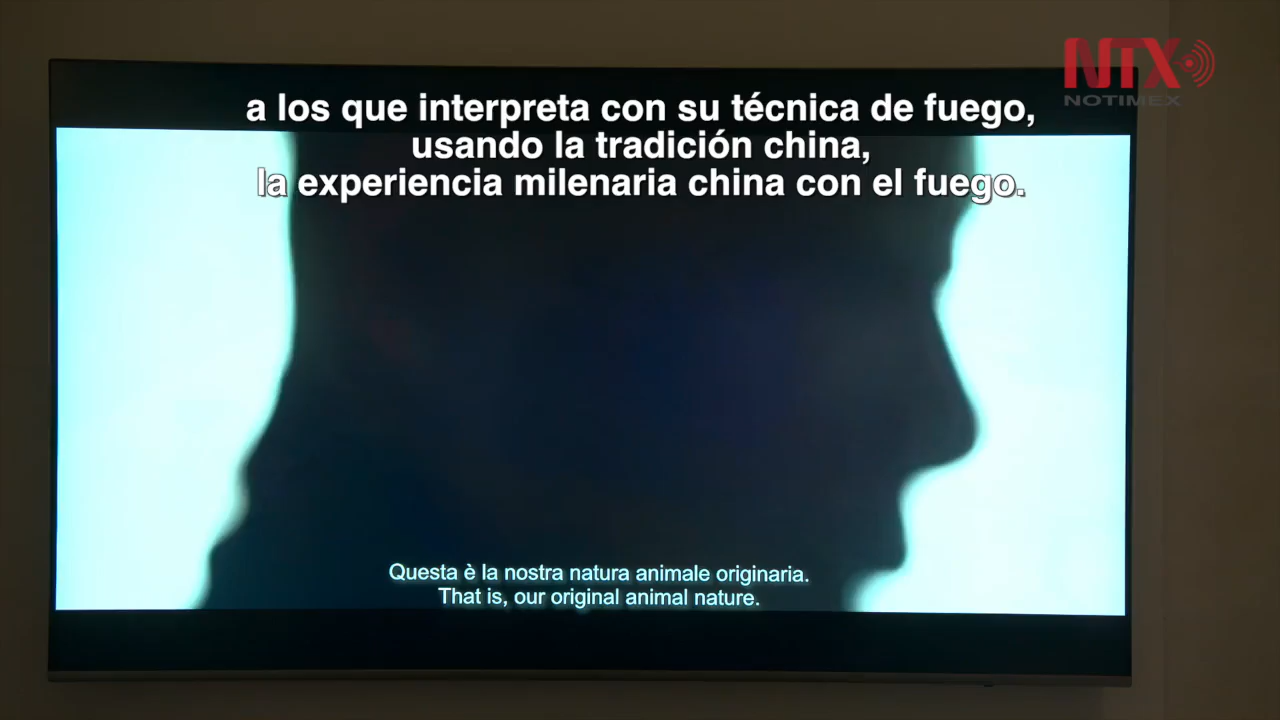 NTX
NOTIMEX
a los que interpreta con su técnica de fuego,
usando la tradición china,
la experiencia milenaria china con el fuego.
Questa è la nostra natura animale originaria.
That is, our original animal nature.